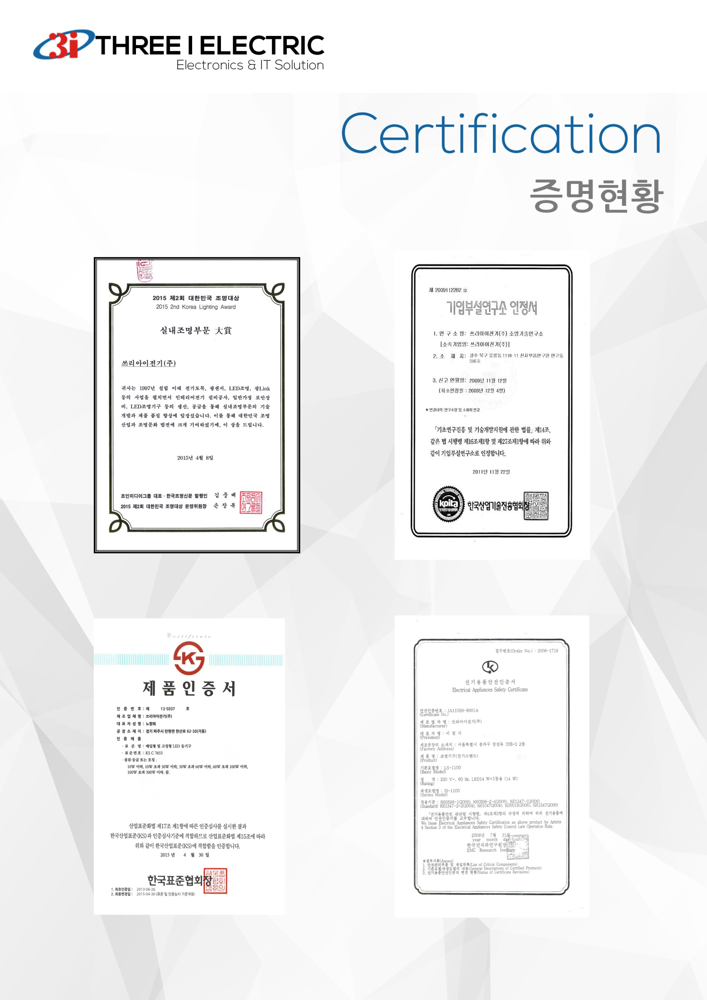 3i THREE I ELECTRIC
Electronics & IT Solution
Certification
증명현황
2015 제2회 대한민국 조명대상
2015 2nd Korea Lighting Award
실내조명부문 大賞
쓰리아이전기(주)
귀사는 1997년 설립 이래 전기토목, 광센서, LED조명, 광Link
등의 사업을 펼치면서 인테리어전기 설비공사, 일반가정 보안장
비, LED조명기구 등의 생산, 공급을 통해 실내조명부문의 기술
개발과 제품 품질 향상에 앞장섰습니다. 이를 통해 대한민국 조명
산업과 조명문화 발전에 크게 기여하셨기에, 이 상을 드립니다.
2015년 4월 8일
조인미디어그룹 대표 · 한국조명신문 발행인 김중배
2015 제2회 대한민국 조명대상 운영위원장 손장복
제 2009112282 호
기업부설연구소 인정서
1. 연구소명: 쓰리아이전기(주) 조명기술연구소
[소속기업명: 쓰리아이전기(주)]
2. 소 재 지: 광주 북구 오룡동 1110-11 전자부품연구원 연구동
316호
3. 신고 연월일: 2009년 11월 12일
(최초인정일 : 2009년 12월 4일)
※ 변경내역: 연구소명 및 소재지 변경
「기초연구진흥 및 기술개발지원에 관한 법률」제14조,
같은 법 시행령 제16조제1항 및 제27조제1항에 따라 위와
같이 기업부설연구소로 인정합니다.
2011년 11월 22일
koita
한국산업기술진흥협회장
Certificate
K
제품인증서
인 증 번 호 : 제 13-5037 호
제 조 업 체 명 : 쓰리아이전기(주)
대 표 자 성 명 : 노향희
공 장 소 재 지 : 경기 파주시 탄현면 한산로 62-30(가동)
인 증 제 품
· 표 준 명 : 매입형 및 고정형 LED 등기구
· 표준번호 : KS C 7653
· 종류·등급 또는 호칭 :
10W 이하, 10W 초과 30W 이하, 30W 초과 60W 이하, 60W 초과 100W 이하,
100W 초과 300W 이하. 끝.
산업표준화법 제17조 제1항에 따른 인증심사를 실시한 결과
한국산업표준(KS)과 인증심사기준에 적합하므로 산업표준화법 제15조에 따라
위와 같이 한국산업표준(KS)에 적합함을 인증합니다.
2015 년 4 월 30 일
한국표준협회장
1. 최초인증일 : 2013-06-26
2. 최종변경일 : 2015-04-30 (표준 및 인증심사 기준개정)
접수번호(Order No.) : 2008-1719
전기용품안전인증서
Electrical Appliances Safety Certificate
안전인증번호 : JA11099-8001A
(Certificate No.)
제 조 업 자 명 : 쓰리아이전기(주)
(Manufacturer)
대 표 자 명 : 이 점 식
(President)
제조공장의 소재지 : 서울특별시 송파구 잠실동 335-1 2층
(Factory Address)
제 품 명 : 조명기구(전기스탠드)
(Product)
기본모델명 : LS-1100
(Basic Model)
정 격 : 220 V~, 60 Hz, LED14 W×1등용 (14 W)
(Rating)
파생모델명 : IS-1100
(Series Model)
적용기준 : K60598-1(2006), K60598-2-4(2006), K61347-1(2006)
(Standard) K61347-2-2(2004), K61047(2004), K00015(2006), K61547(2006)
「전기용품안전 관리법 시행령」 제4조제3항의 규정에 의하여 위의 전기용품에
대하여 안전인증서를 교부합니다.
We Issue Electrical Appliances Safety Certification as above product by Article
4 Section 3 of the Electrical Appliances Safety Control Law Operation Rule.
2008년 7월 31일
year month day
한국전자파연구원장
EMC Research Institute
※첨부서류(Annex)
1. 안전관리부품 및 재질목록(List of Critical Components)
2. 기본모델·파생모델의 내용(General Descriptions of Certified Products)
3. 전기용품안전인증의 변경 현황(Status of Certificate Revisions)